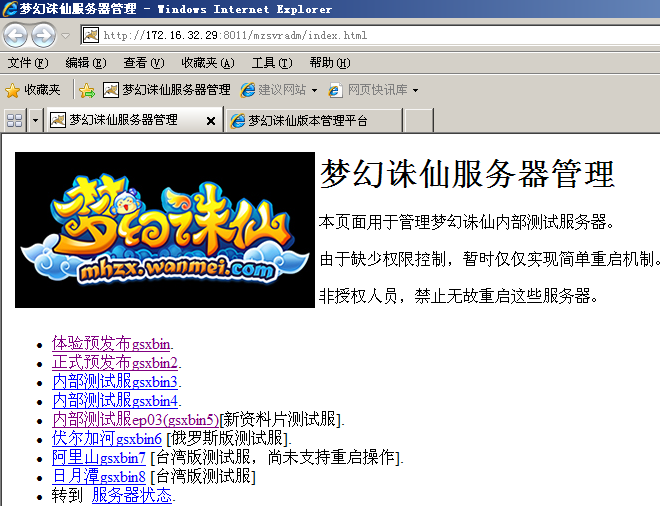 梦幻诛仙服务器管理 - Windows Internet Explorer
http://172.16.32.29:8011/mzsvradm/index.html
文件(F) 编辑(E) 查看(V) 收藏夹(A) 工具(T) 帮助(H)
收藏夹 梦幻诛仙服务器管理 建议网站 网页快讯库
梦幻诛仙服务器管理 梦幻诛仙版本管理平台
梦幻诛仙
mhzx.wanmei.com
梦幻诛仙服务器管理
本页面用于管理梦幻诛仙内部测试服务器。
由于缺少权限控制，暂时仅仅实现简单重启机制。
非授权人员，禁止无故重启这些服务器。
体验预发布gsxbin.
正式预发布gsxbin2.
内部测试服gsxbin3.
内部测试服gsxbin4.
内部测试服ep03(gsxbin5)[新资料片测试服].
伏尔加河gsxbin6 [俄罗斯版测试服].
阿里山gsxbin7 [台湾版测试服，尚未支持重启操作].
日月潭gsxbin8 [台湾版测试服]
转到 服务器状态.